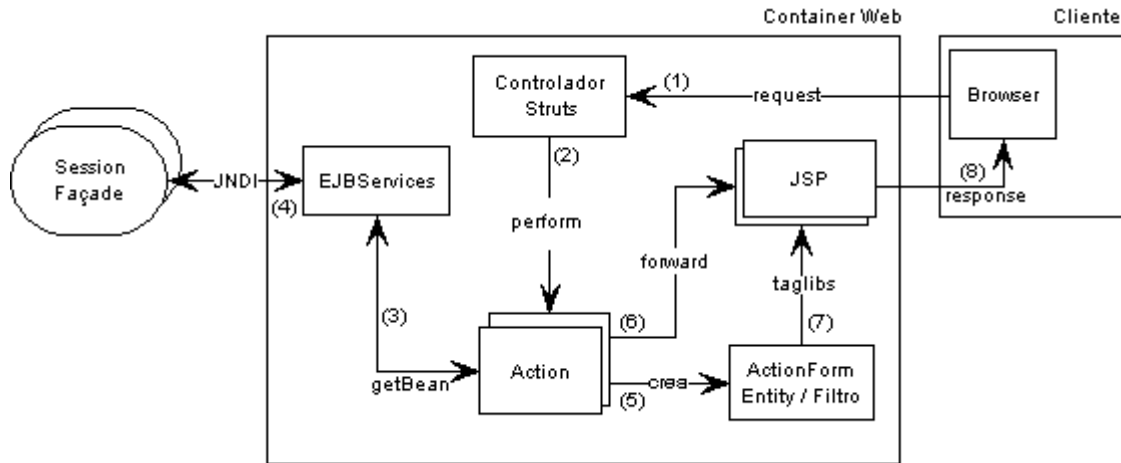 Container Web
Cliente
Controlador
Struts
(1)
request
Browser
(2)
Session
Façade
JNDI
(4)
EJBServices
perform
JSP
(8)
response
forward
taglibs
(3)
(6)
(7)
getBean
Action
crea
(5)
ActionForm
Entity / Filtro